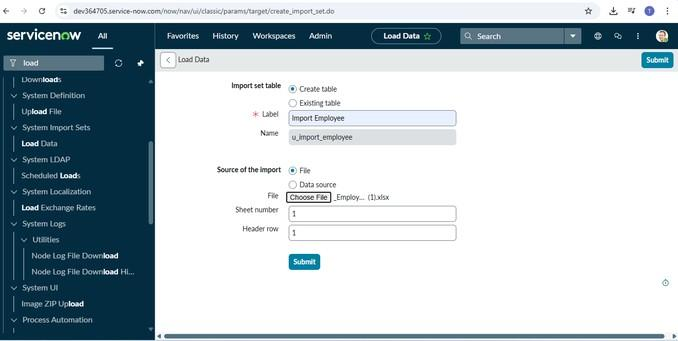 dev364705.service-now.com/now/nav/ui/classic/params/target/create_import_set.do
servicenow All Favorites History Workspaces Admin Load Data Search
load
Load Data
Submit
Downloads
System Definition
Upload File
System Import Sets
Load Data
System LDAP
Scheduled Loads
System Localization
Load Exchange Rates
System Logs
Utilities
Node Log File Download
Node Log File Download Hi...
System UI
Image ZIP Upload
Process Automation
Import set table
Create table
Existing table
* Label Import Employee
Name u_import_employee
Source of the import
File
Data source
File Choose File _Employ... (1).xlsx
Sheet number 1
Header row 1
Submit